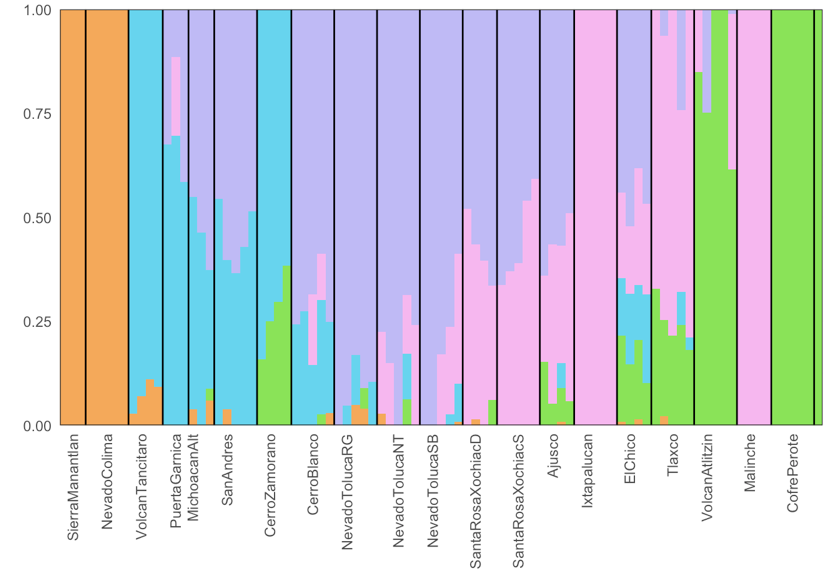 1.00
0.75
0.50
0.25
0.00
SierraManantlan
NevadoColima
VolcanTancitaro
PuertaGarnica
MichoacanAlt
SanAndres
CerroZamorano
CerroBlanco
NevadoTolucaRG
NevadoTolucaNT
NevadoTolucaSB
SantaRosaXochiacD
SantaRosaXochiacS
Ajusco
Ixtapalucan
ElChico
Tlaxco
VolcanAtlitzin
Malinche
CofrePerote